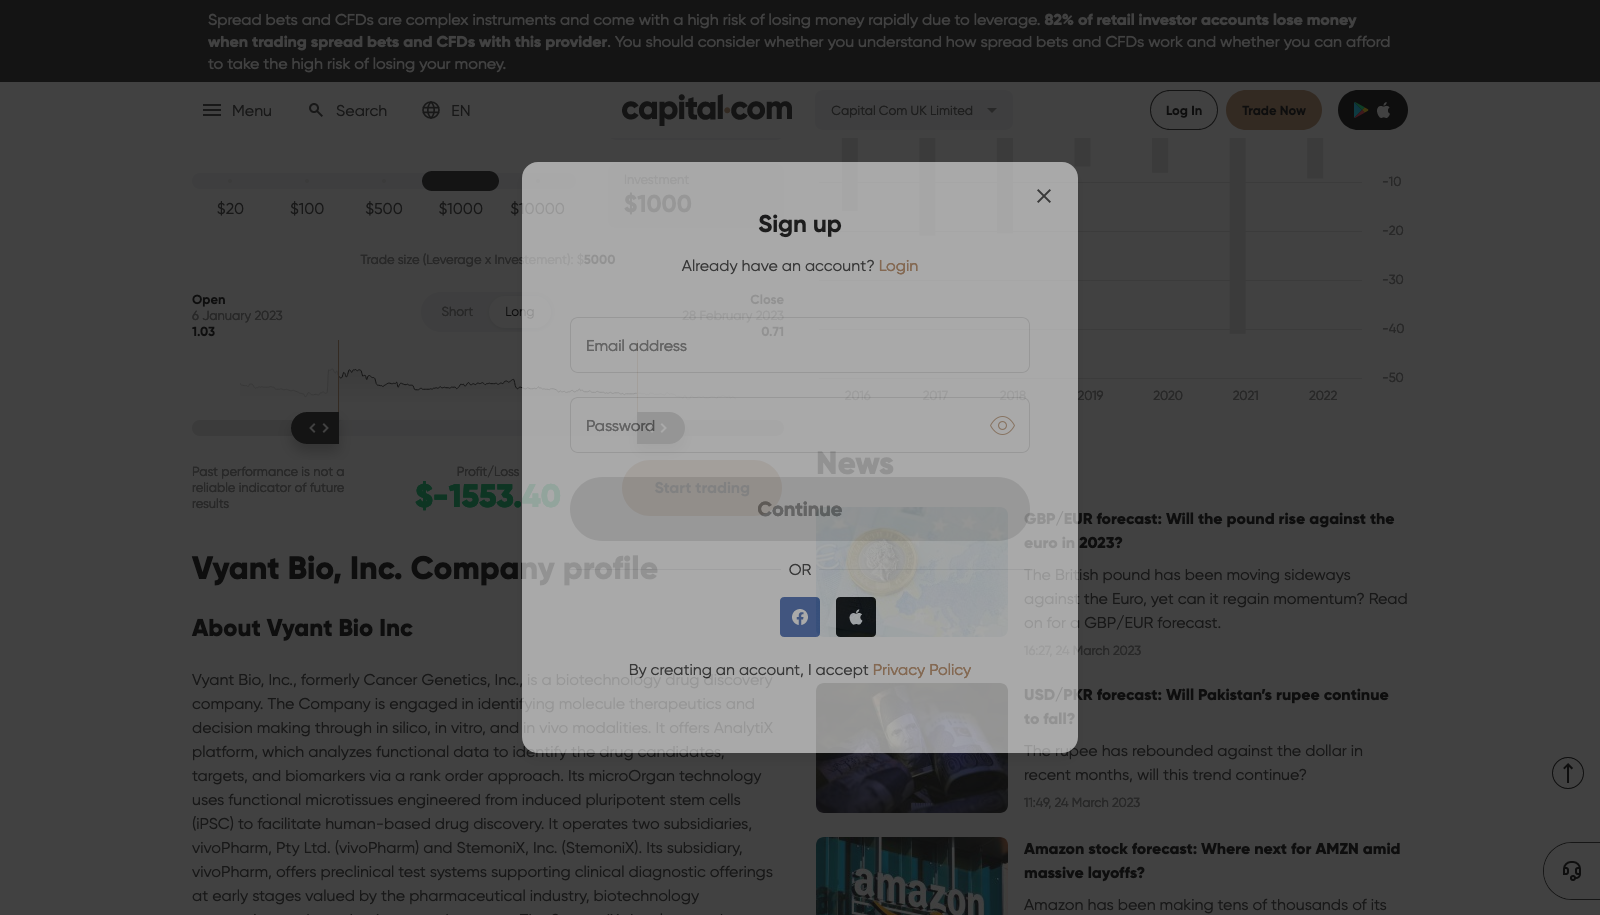 Spread bets and CFDs are complex instruments and come with a high risk of losing money rapidly due to leverage. 82% of retail investor accounts lose money
when trading spread bets and CFDs with this provider. You should consider whether you understand how spread bets and CFDs work and whether you can afford
to take the high risk of losing your money.
Menu
Search
EN
capital.com
Capital Com UK Limited
Log In
Trade Now
$20
$100
$500
$1000
$10000
Investment
$1000
Trade size (Leverage x Investement): $5000
Open
6 January 2023
1.03
Short
Long
Close
28 February 2023
0.71
Past performance is not a
reliable indicator of future
results
Profit/Loss
$-1553.40
Start trading
-10
-20
-30
-40
-50
2016
2017
2018
2019
2020
2021
2022
Sign up
Already have an account? Login
Email address
Password
Continue
OR
By creating an account, I accept Privacy Policy
Vyant Bio, Inc. Company profile
About Vyant Bio Inc
Vyant Bio, Inc., formerly Cancer Genetics, Inc., is a biotechnology drug discovery
company. The Company is engaged in identifying molecule therapeutics and
decision making through in silico, in vitro, and in vivo modalities. It offers AnalytiX
platform, which analyzes functional data to identify the drug candidates,
targets, and biomarkers via a rank order approach. Its microOrgan technology
uses functional microtissues engineered from induced pluripotent stem cells
(iPSC) to facilitate human-based drug discovery. It operates two subsidiaries,
vivoPharm, Pty Ltd. (vivoPharm) and StemoniX, Inc. (StemoniX). Its subsidiary,
vivoPharm, offers preclinical test systems supporting clinical diagnostic offerings
at early stages valued by the pharmaceutical industry, biotechnology
News
GBP/EUR forecast: Will the pound rise against the
euro in 2023?
The British pound has been moving sideways
against the Euro, yet can it regain momentum? Read
on for a GBP/EUR forecast.
16:27, 24 March 2023
USD/PKR forecast: Will Pakistan's rupee continue
to fall?
The rupee has rebounded against the dollar in
recent months, will this trend continue?
11:49, 24 March 2023
amazon
Amazon stock forecast: Where next for AMZN amid
massive layoffs?
Amazon has been making tens of thousands of its